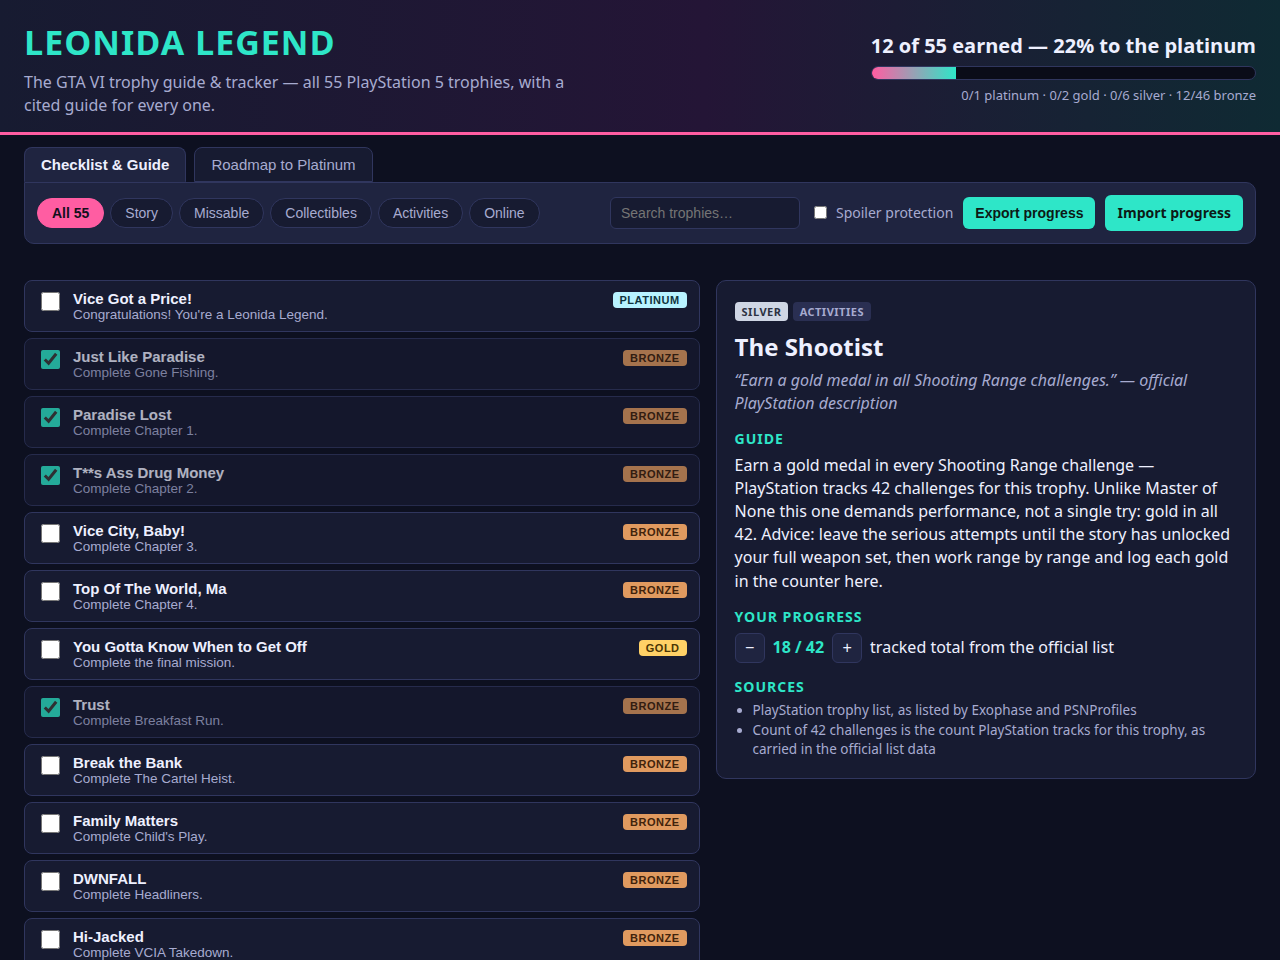 LEONIDA LEGEND
The GTA VI trophy guide & tracker — all 55 PlayStation 5 trophies, with a
cited guide for every one.
12 of 55 earned — 22% to the platinum
0/1 platinum · 0/2 gold · 0/6 silver · 12/46 bronze
Checklist & Guide
Roadmap to Platinum
All 55
Story
Missable
Collectibles
Activities
Online
Search trophies…
Spoiler protection
Export progress
Import progress
Vice Got a Price!
PLATINUM
Congratulations! You're a Leonida Legend.
Just Like Paradise
BRONZE
Complete Gone Fishing.
Paradise Lost
BRONZE
Complete Chapter 1.
T**s Ass Drug Money
BRONZE
Complete Chapter 2.
Vice City, Baby!
BRONZE
Complete Chapter 3.
Top Of The World, Ma
BRONZE
Complete Chapter 4.
You Gotta Know When to Get Off
GOLD
Complete the final mission.
Trust
BRONZE
Complete Breakfast Run.
Break the Bank
BRONZE
Complete The Cartel Heist.
Family Matters
BRONZE
Complete Child's Play.
DWNFALL
BRONZE
Complete Headliners.
Hi-Jacked
BRONZE
Complete VCIA Takedown.
SILVER
ACTIVITIES
The Shootist
“Earn a gold medal in all Shooting Range challenges.” — official
PlayStation description
GUIDE
Earn a gold medal in every Shooting Range challenge —
PlayStation tracks 42 challenges for this trophy. Unlike Master of
None this one demands performance, not a single try: gold in all
42. Advice: leave the serious attempts until the story has unlocked
your full weapon set, then work range by range and log each gold
in the counter here.
YOUR PROGRESS
− 18 / 42 + tracked total from the official list
SOURCES
PlayStation trophy list, as listed by Exophase and PSNProfiles
Count of 42 challenges is the count PlayStation tracks for this trophy, as
carried in the official list data